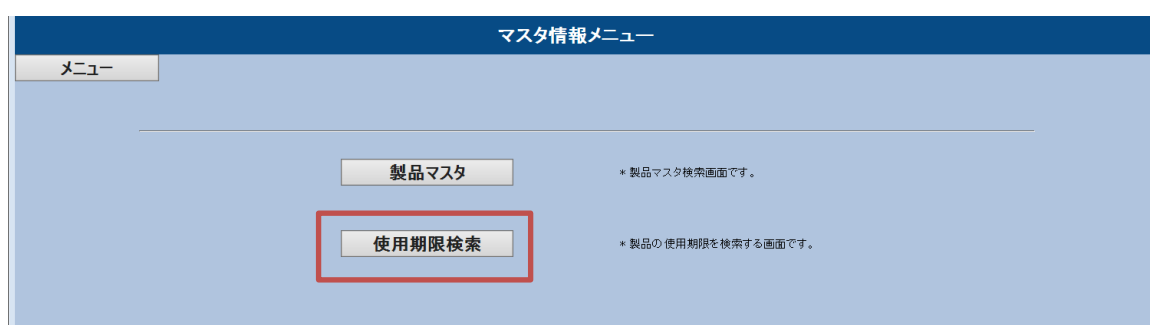 マスタ情報メニュー
メニュー
製品マスタ
* 製品マスタ検索画面です。
使用期限検索
* 製品の使用期限を検索する画面です。